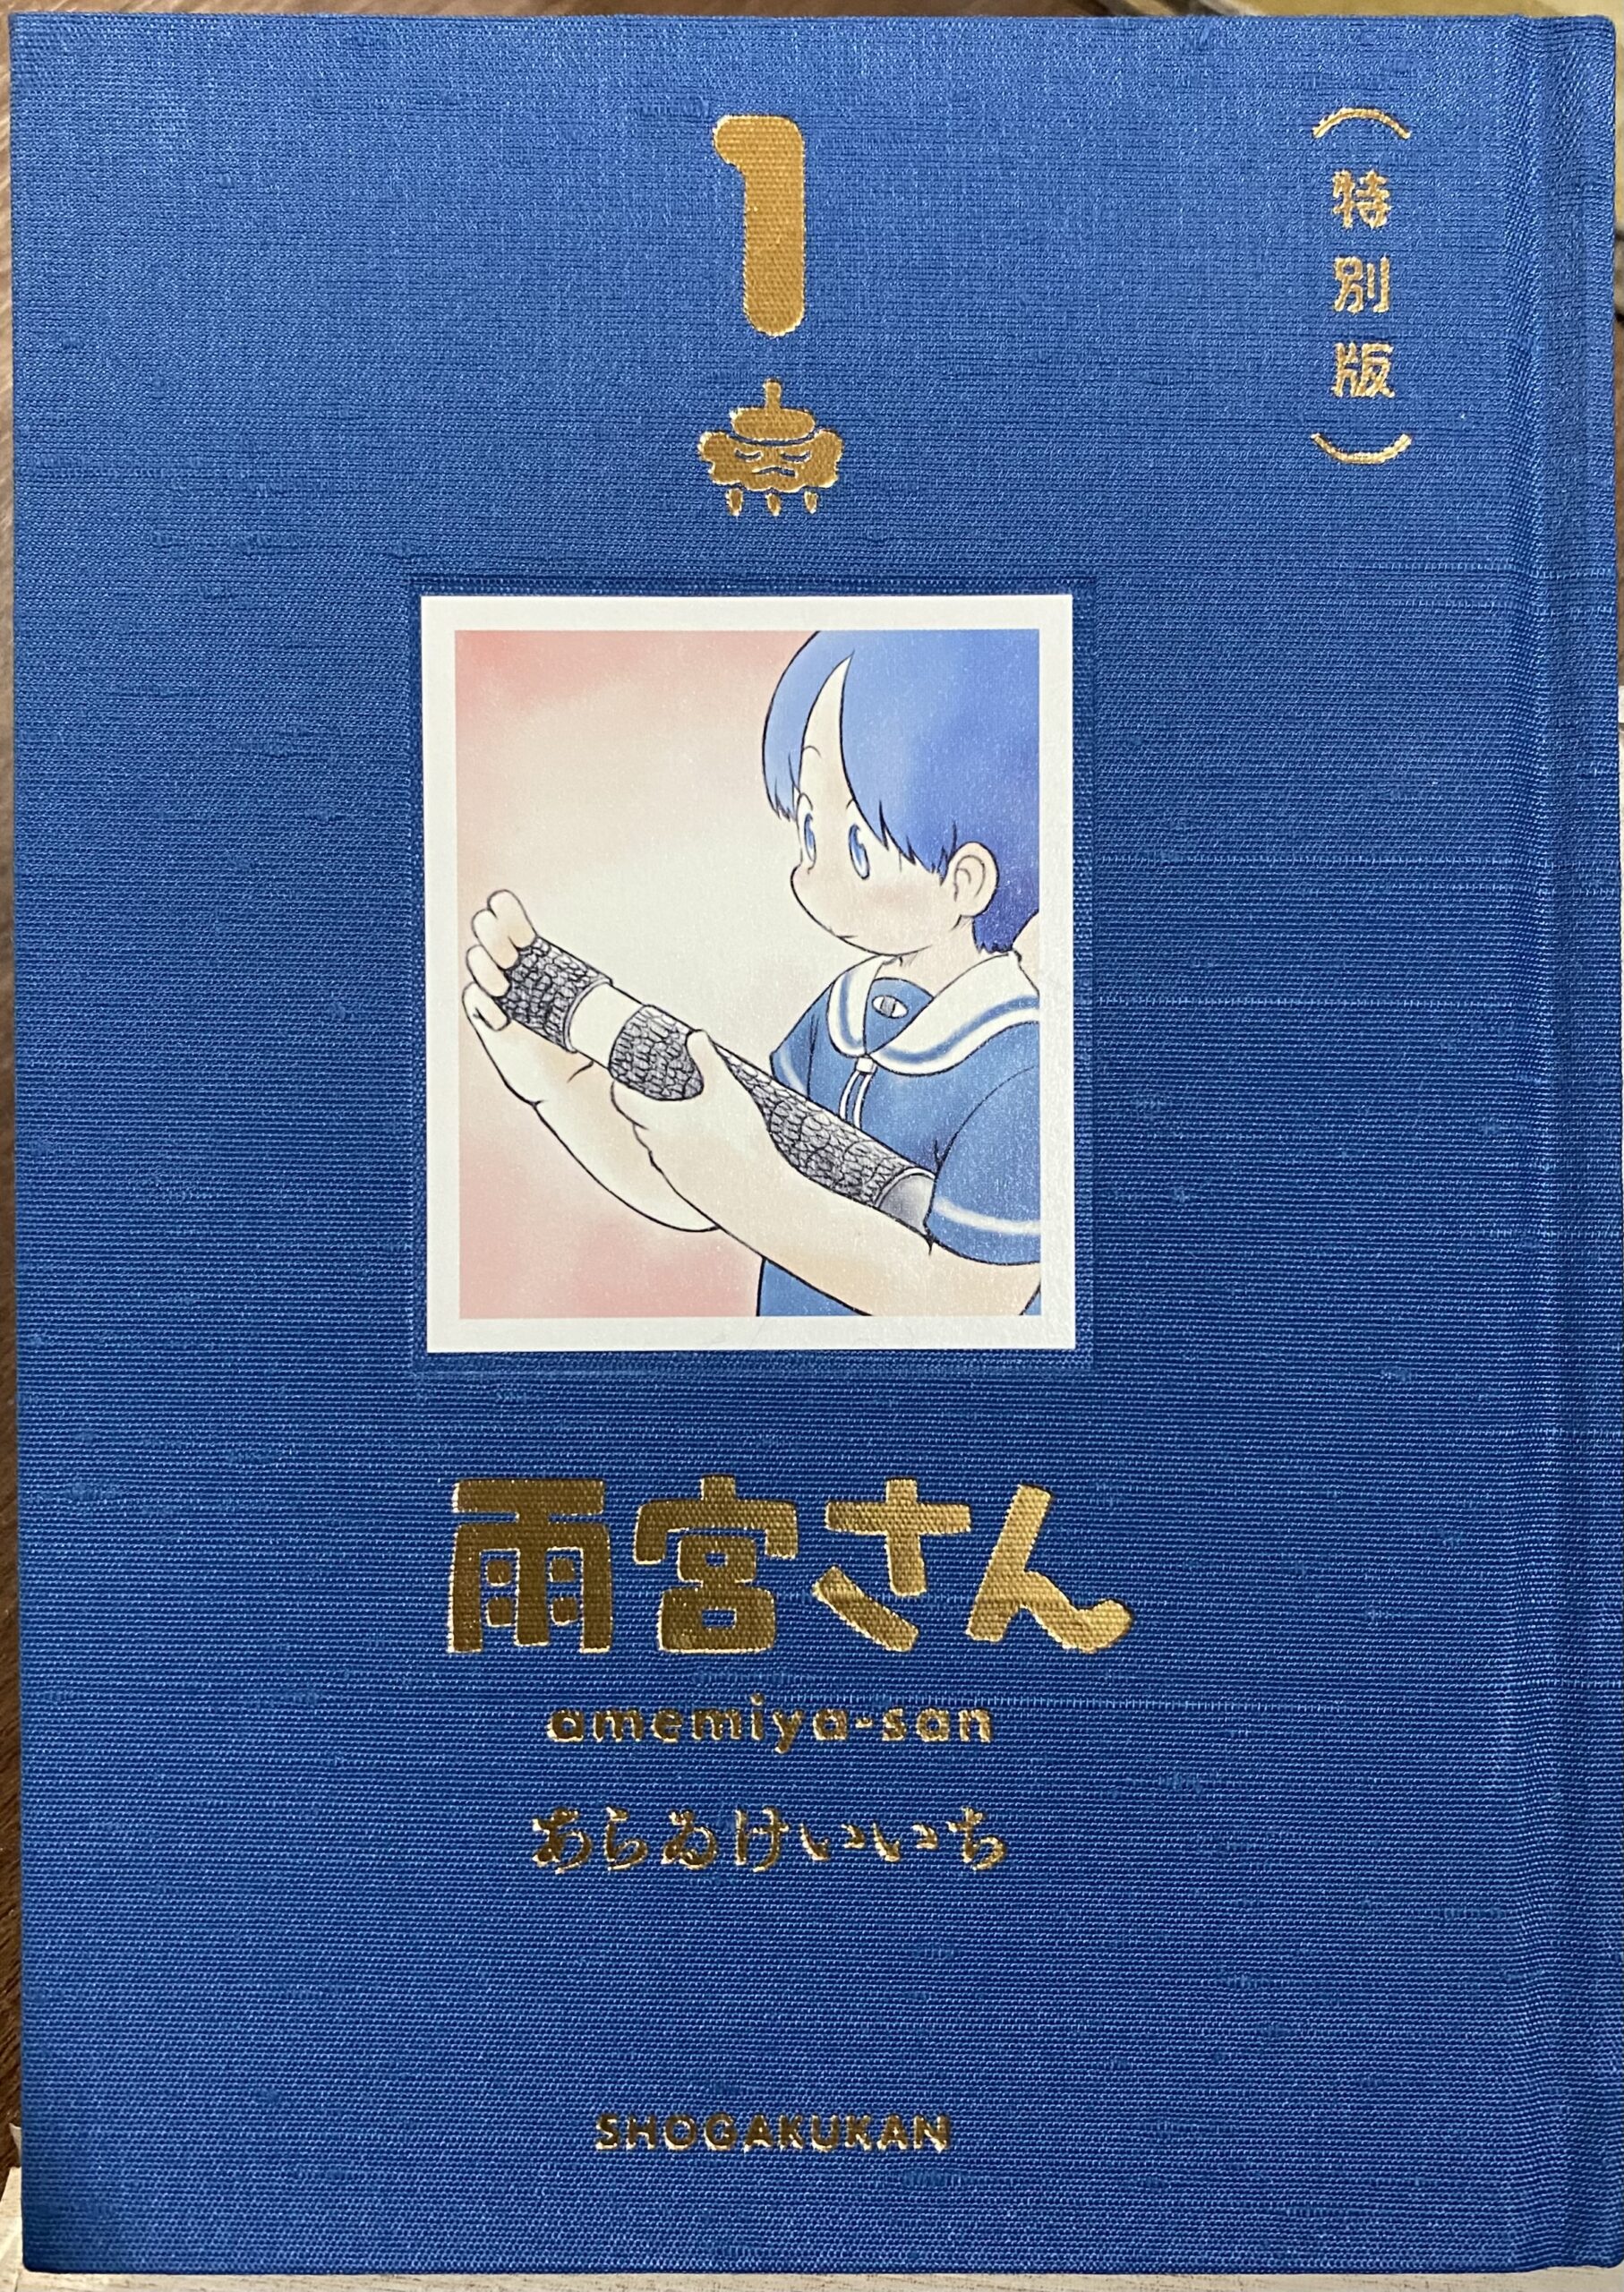 （特別版）
1
雨宮さん
amemiya-san
あらゐけいいち
SHOGAKUKAN